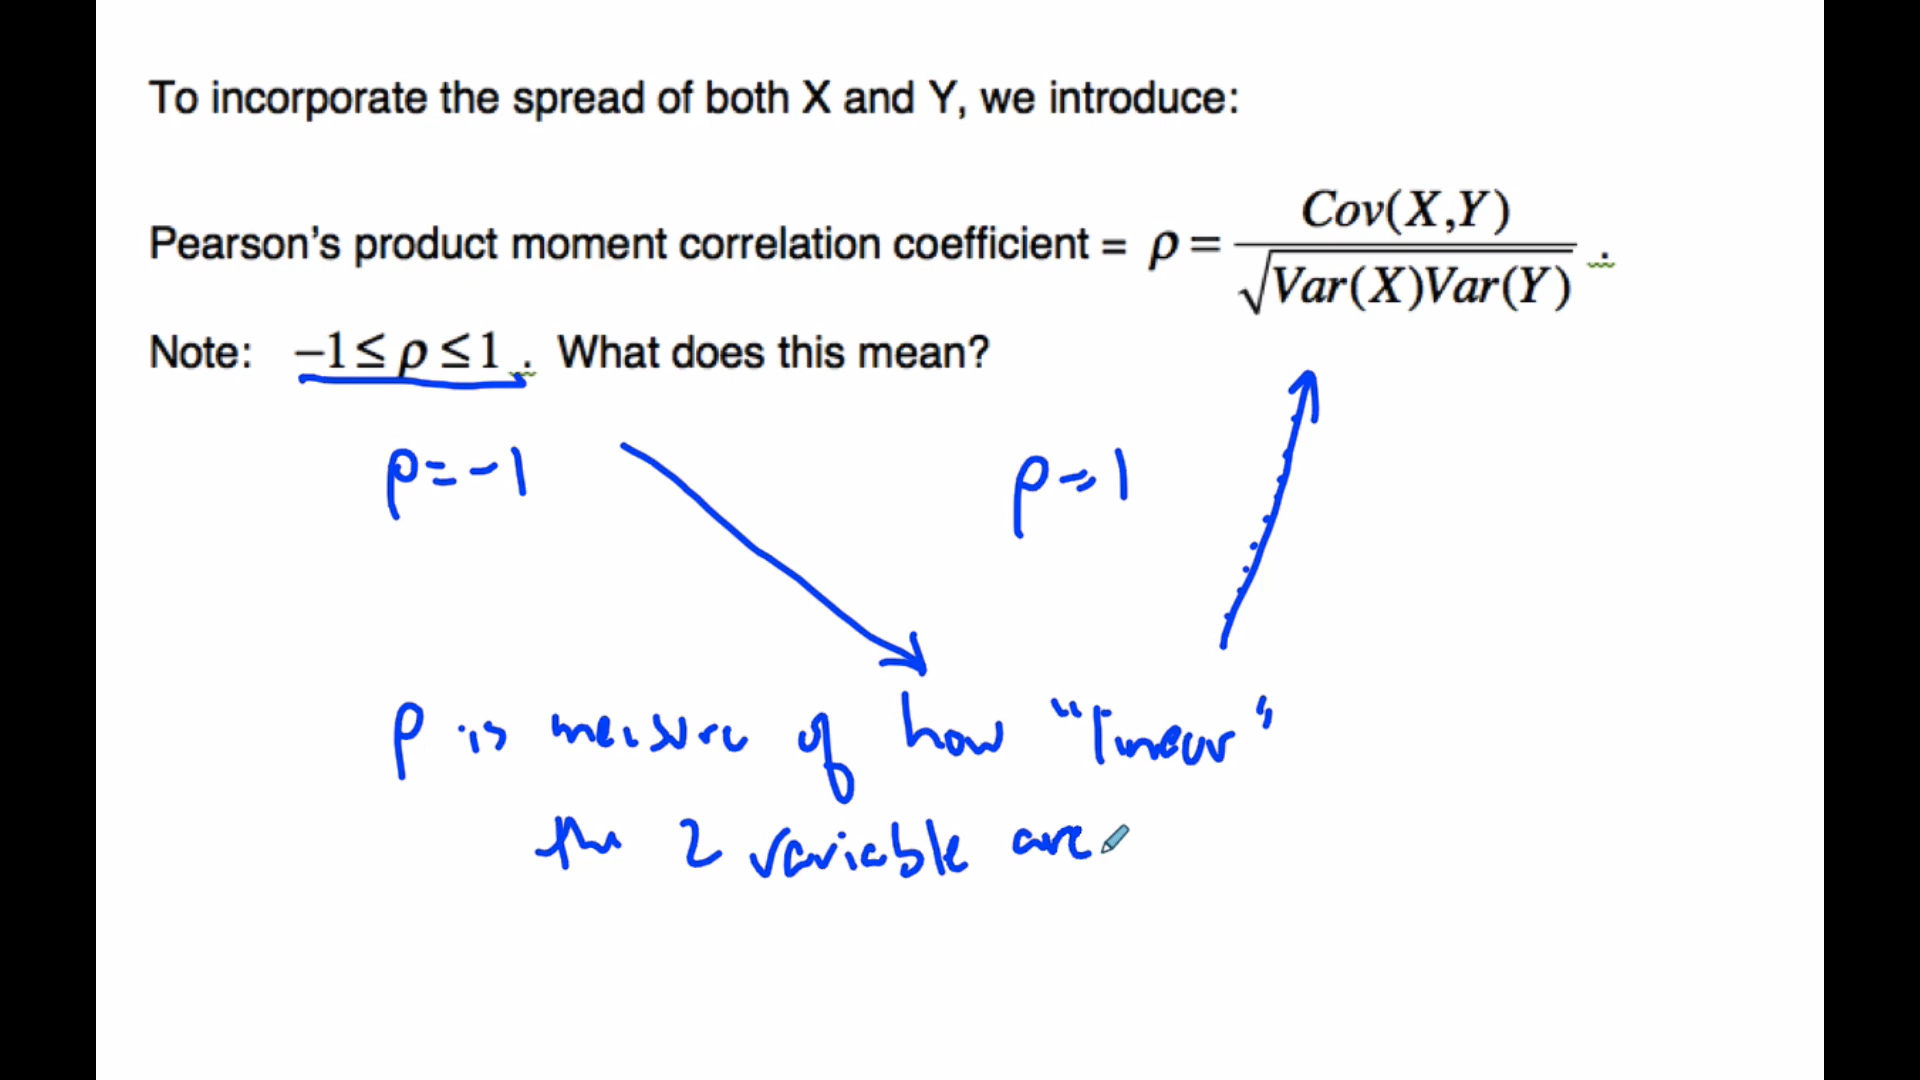 To incorporate the spread of both X and Y, we introduce:
Pearson's product moment correlation coefficient = ρ = Cov(X,Y) / √Var(X)Var(Y) .
Note: −1 ≤ ρ ≤ 1 . What does this mean?
ρ = -1
ρ = 1
ρ is measure of how "linear"
the 2 variable are